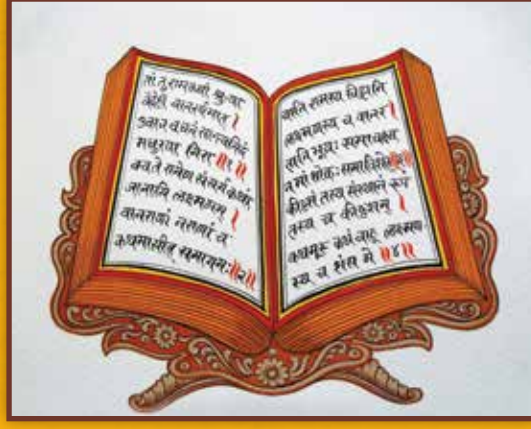 तां तु रामकथां श्रुत्वा
वैदेही वानरर्षभात् ।
उवाच वचनं सान्त्वमिदं
मधुरया गिरा ॥१॥
क्व ते रामेण संसर्गः कथं
जानासि लक्ष्मणम् ।
वानराणां नराणां च
कथमासीत् समागमः ॥२॥
यानि रामस्य चिह्नानि
लक्ष्मणस्य च वानर ।
तानि भूयः समाचक्ष्व
न मां शोकः समाविशेत् ॥३॥
कीदृशं तस्य संस्थानं रूपं
तस्य च कीदृशम् ।
कथमूरू कथं बाहू लक्ष्मण
स्य च शंस मे ॥४॥